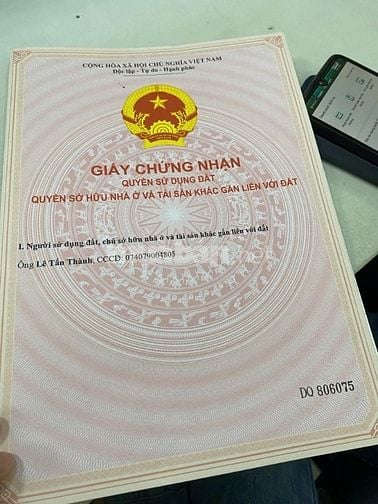 CỘNG HÒA XÃ HỘI CHỦ NGHĨA VIỆT NAM
Độc lập - Tự do - Hạnh phúc
GIẤY CHỨNG NHẬN
QUYỀN SỬ DỤNG ĐẤT
QUYỀN SỞ HỮU NHÀ Ở VÀ TÀI SẢN KHÁC GẮN LIỀN VỚI ĐẤT
I. Người sử dụng đất, chủ sở hữu nhà ở và tài sản khác gắn liền với đất
Ông Lê Tấn Thành, CCCD: 074079004805
DQ 806075